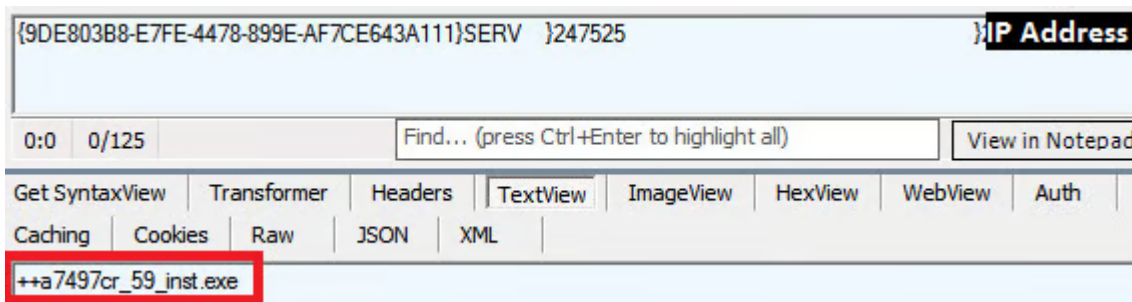 {9DE803B8-E7FE-4478-899E-AF7CE643A111}SERV }247525 } IP Address
0:0 0/125 Find... (press Ctrl+Enter to highlight all) View in Notepad
Get SyntaxView Transformer Headers TextView ImageView HexView WebView Auth
Caching Cookies Raw JSON XML
++a7497cr_59_inst.exe